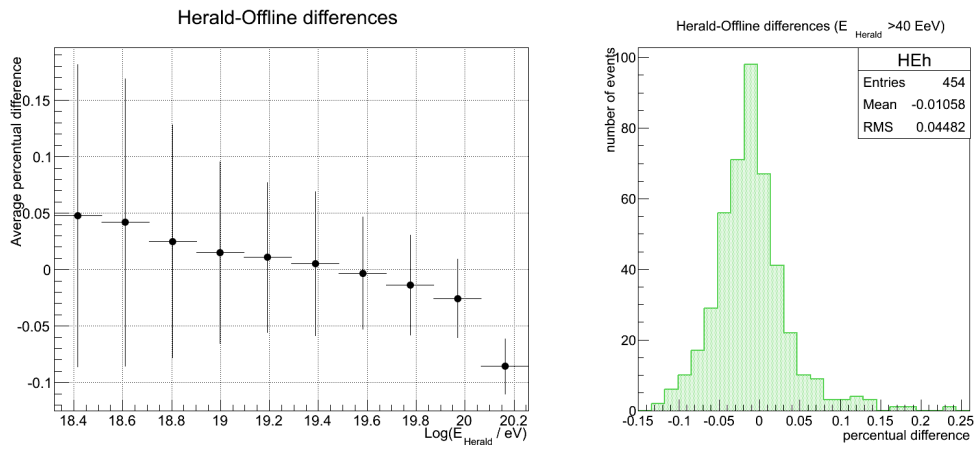 Herald-Offline differences
Average percentual difference
0.15
0.1
0.05
0
-0.05
-0.1
18.4 18.6 18.8 19 19.2 19.4 19.6 19.8 20 20.2
Log(E Herald / eV)
Herald-Offline differences (E Herald >40 EeV)
number of events
HEh
Entries 454
Mean -0.01058
RMS 0.04482
100
80
60
40
20
0
-0.15 -0.1 -0.05 0 0.05 0.1 0.15 0.2 0.25
percentual difference